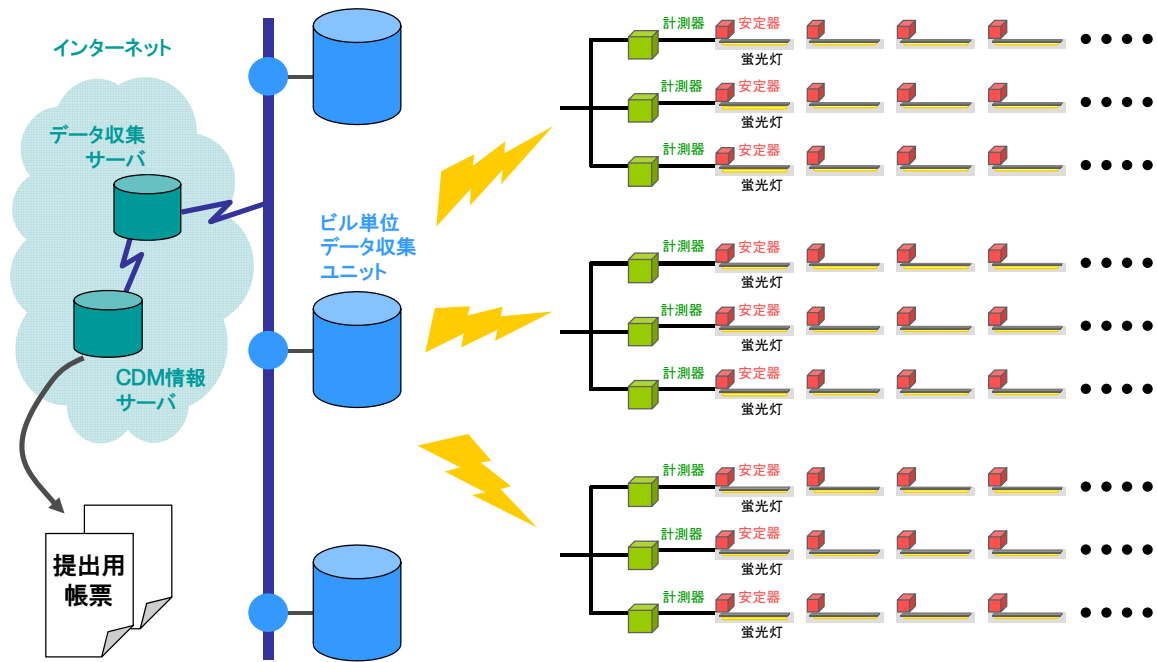 インターネット
データ収集
サーバ
CDM情報
サーバ
提出用
帳票
ビル単位
データ収集
ユニット
計測器 安定器
蛍光灯
計測器 安定器
蛍光灯
計測器 安定器
蛍光灯
計測器 安定器
蛍光灯
計測器 安定器
蛍光灯
計測器 安定器
蛍光灯
計測器 安定器
蛍光灯
計測器 安定器
蛍光灯
計測器 安定器
蛍光灯